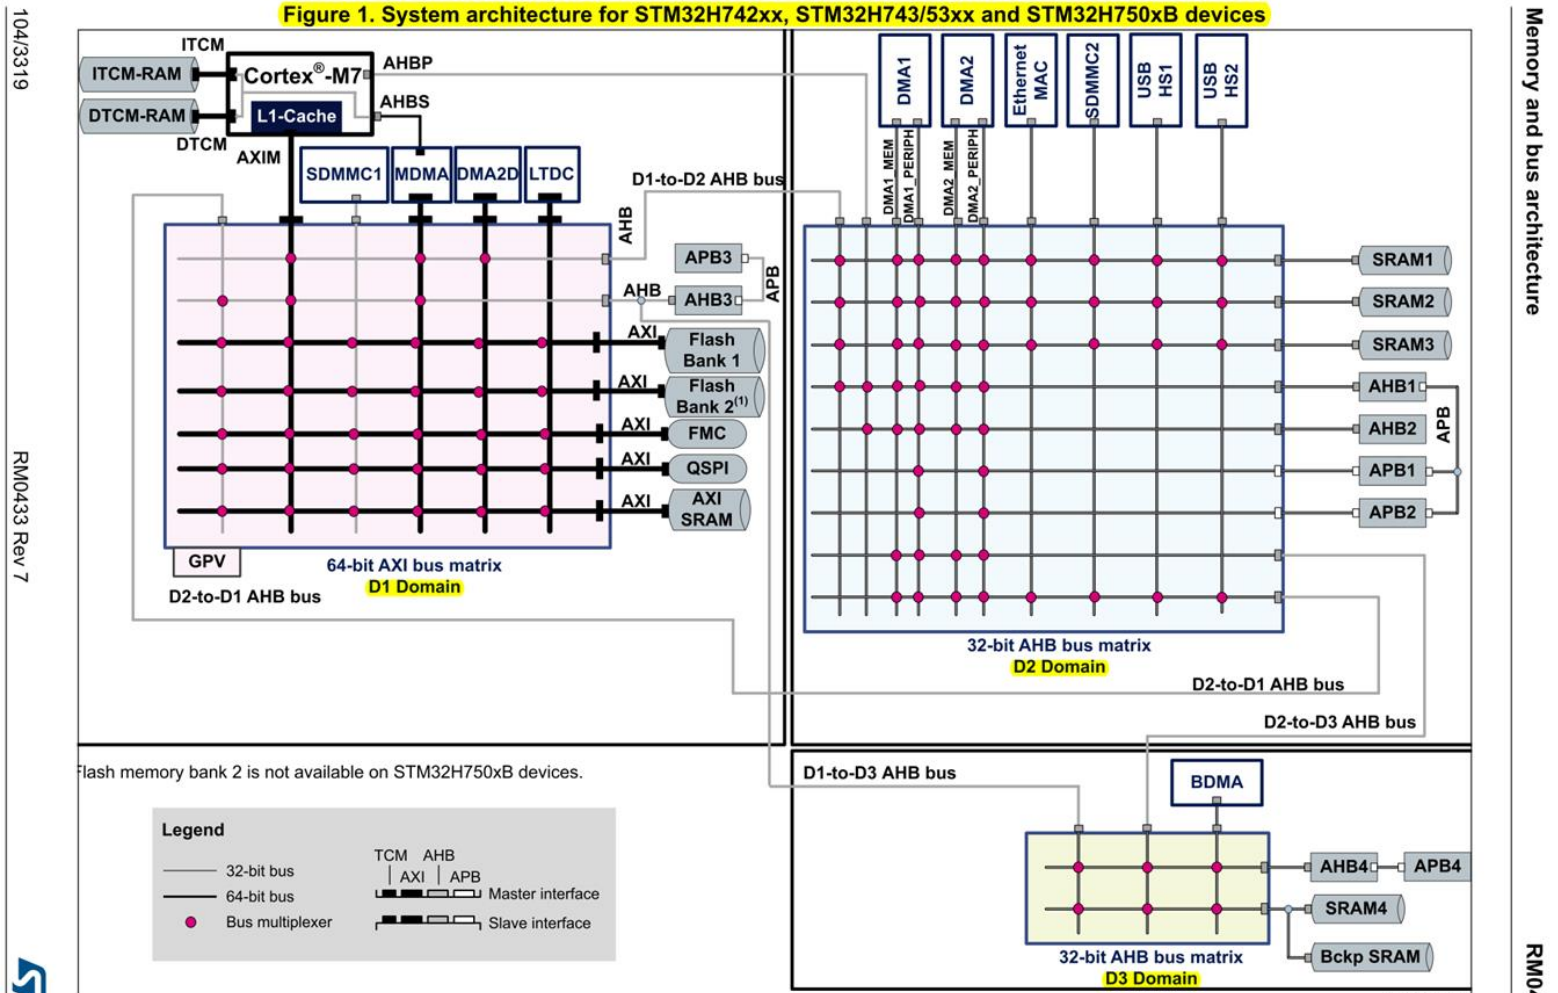 Figure 1. System architecture for STM32H742xx, STM32H743/53xx and STM32H750xB devices
104/3319
RM0433 Rev 7
Memory and bus architecture
ITCM
ITCM-RAM
Cortex®-M7
AHBP
DTCM-RAM
L1-Cache
AHBS
DTCM
AXIM
SDMMC1
MDMA
DMA2D
LTDC
D1-to-D2 AHB bus
AHB
APB3
APB
AHB
AHB3
AXI
Flash
Bank 1
AXI
Flash
Bank 2(1)
AXI
FMC
AXI
QSPI
AXI
AXI
SRAM
GPV
64-bit AXI bus matrix
D1 Domain
D2-to-D1 AHB bus
DMA1
DMA2
Ethernet
MAC
SDMMC2
USB
HS1
USB
HS2
DMA1_MEM
DMA1_PERIPH
DMA2_MEM
DMA2_PERIPH
SRAM1
SRAM2
SRAM3
AHB1
AHB2
APB
APB1
APB2
32-bit AHB bus matrix
D2 Domain
D2-to-D1 AHB bus
D2-to-D3 AHB bus
Flash memory bank 2 is not available on STM32H750xB devices.
Legend
32-bit bus
64-bit bus
Bus multiplexer
TCM AHB
AXI APB
Master interface
Slave interface
D1-to-D3 AHB bus
BDMA
AHB4
APB4
SRAM4
Bckp SRAM
32-bit AHB bus matrix
D3 Domain